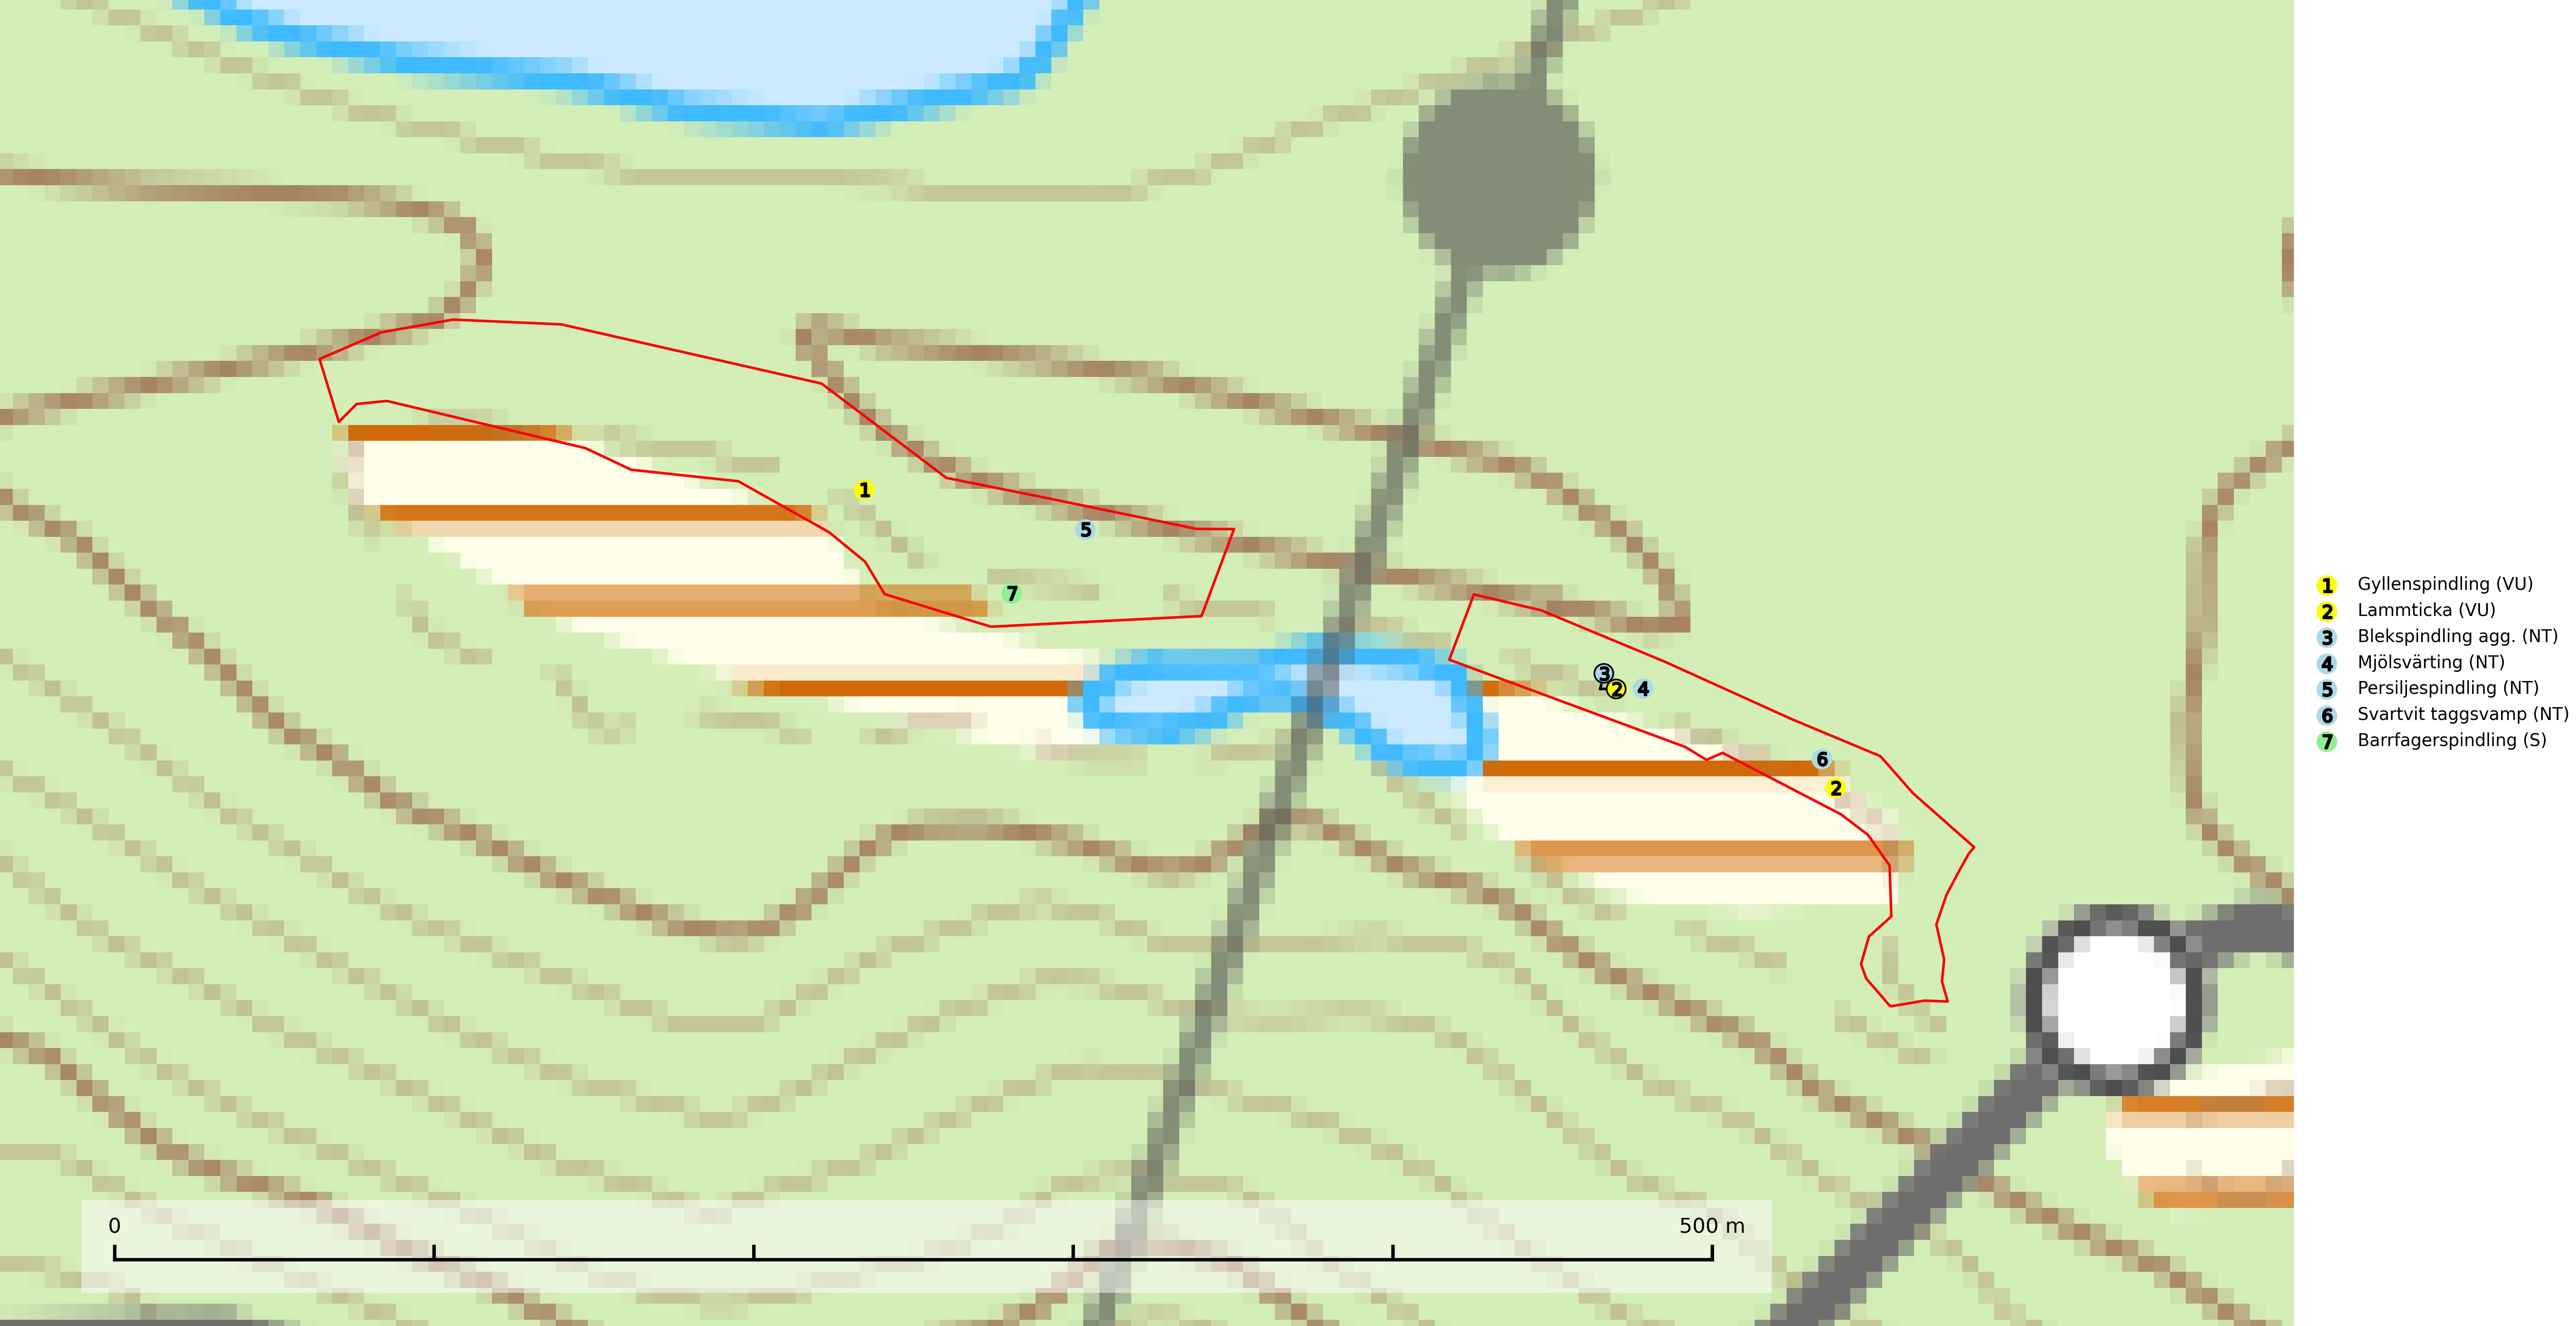 1
5
7
3
2
4
6
2
0
500 m
1 Gyllenspindling (VU)
2 Lammticka (VU)
3 Blekspindling agg. (NT)
4 Mjölsvärting (NT)
5 Persiljespindling (NT)
6 Svartvit taggsvamp (NT)
7 Barrfagerspindling (S)